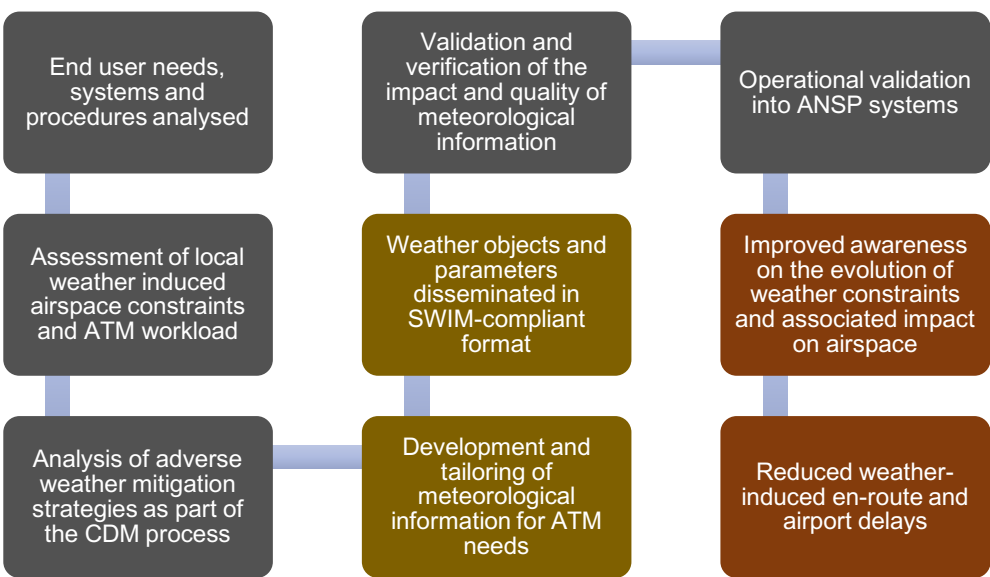 End user needs,
systems and
procedures analysed
Assessment of local
weather induced
airspace constraints
and ATM workload
Analysis of adverse
weather mitigation
strategies as part of
the CDM process
Development and
tailoring of
meteorological
information for ATM
needs
Weather objects and
parameters
disseminated in
SWIM-compliant
format
Validation and
verification of the
impact and quality of
meteorological
information
Operational validation
into ANSP systems
Improved awareness
on the evolution of
weather constraints
and associated impact
on airspace
Reduced weather-
induced en-route and
airport delays